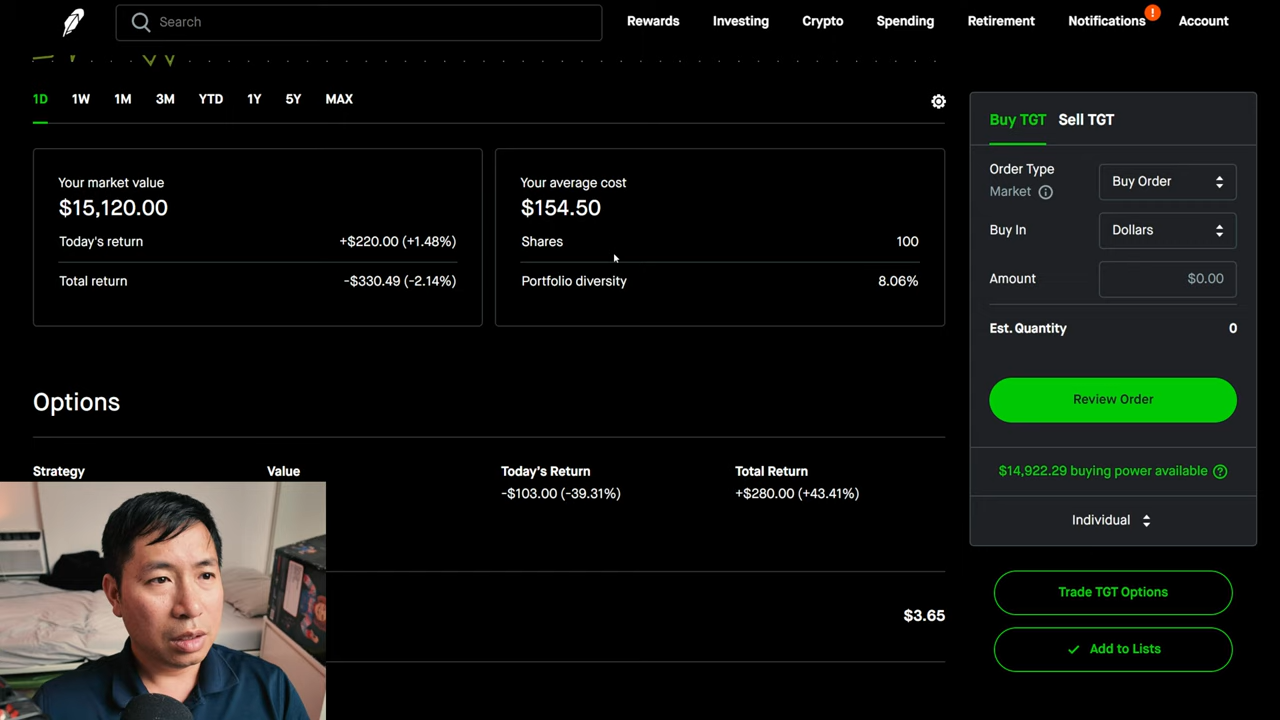 Search
Rewards
Investing
Crypto
Spending
Retirement
Notifications
!
Account
1D
1W
1M
3M
YTD
1Y
5Y
MAX
Your market value
$15,120.00
Today's return
+$220.00 (+1.48%)
Total return
-$330.49 (-2.14%)
Your average cost
$154.50
Shares
100
Portfolio diversity
8.06%
Buy TGT
Sell TGT
Order Type
Market
Buy Order
Buy In
Dollars
Amount
$0.00
Est. Quantity
0
Review Order
$14,922.29 buying power available
Individual
Trade TGT Options
Add to Lists
Options
Strategy
Value
Today's Return
Total Return
-$103.00 (-39.31%)
+$280.00 (+43.41%)
$3.65